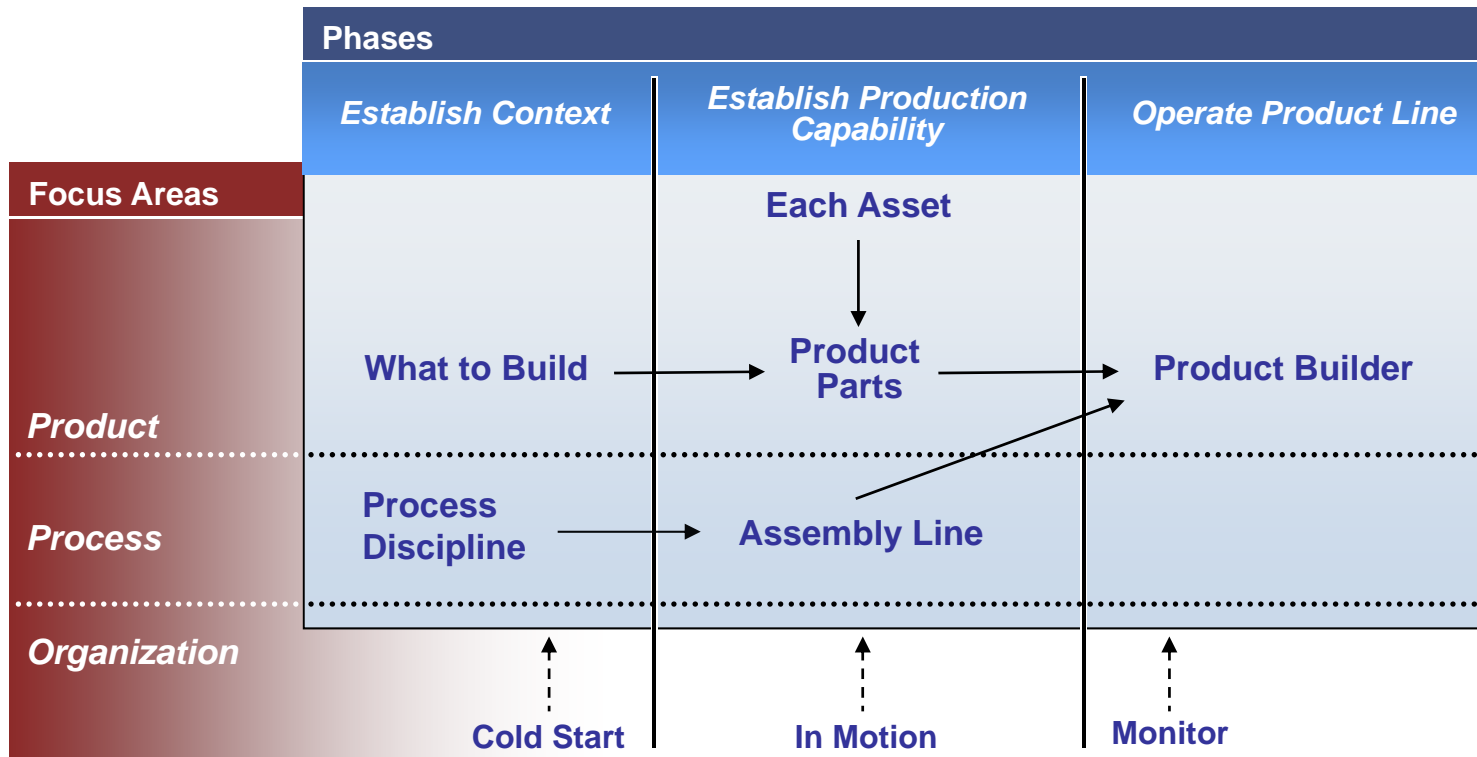 Phases
Establish Context
Establish Production
Capability
Operate Product Line
Focus Areas
Each Asset
What to Build
Product
Parts
Product Builder
Product
Process
Discipline
Assembly Line
Process
Organization
Cold Start
In Motion
Monitor